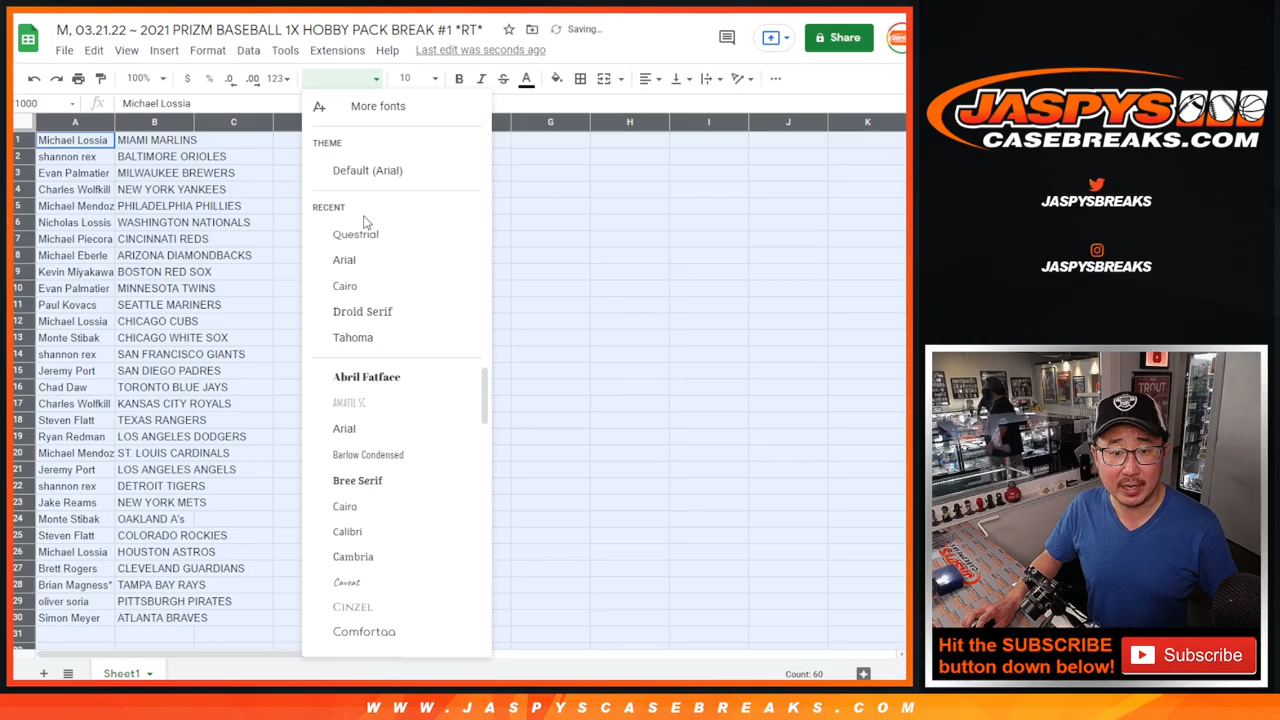 M, 03.21.22 ~ 2021 PRIZM BASEBALL 1X HOBBY PACK BREAK #1 *RT* Saving...
File Edit View Insert Format Data Tools Extensions Help Last edit was seconds ago
Share
100% $ % .0 .00 123 10 B I S A
1000 fx Michael Lossia
A B C G H I J K
1 Michael Lossia MIAMI MARLINS
2 shannon rex BALTIMORE ORIOLES
3 Evan Palmatier MILWAUKEE BREWERS
4 Charles Wolfkill NEW YORK YANKEES
5 Michael Mendoz PHILADELPHIA PHILLIES
6 Nicholas Lossis WASHINGTON NATIONALS
7 Michael Piecora CINCINNATI REDS
8 Michael Eberle ARIZONA DIAMONDBACKS
9 Kevin Miyakawa BOSTON RED SOX
10 Evan Palmatier MINNESOTA TWINS
11 Paul Kovacs SEATTLE MARINERS
12 Michael Lossia CHICAGO CUBS
13 Monte Stibak CHICAGO WHITE SOX
14 shannon rex SAN FRANCISCO GIANTS
15 Jeremy Port SAN DIEGO PADRES
16 Chad Daw TORONTO BLUE JAYS
17 Charles Wolfkill KANSAS CITY ROYALS
18 Steven Flatt TEXAS RANGERS
19 Ryan Redman LOS ANGELES DODGERS
20 Michael Mendoz ST. LOUIS CARDINALS
21 Jeremy Port LOS ANGELES ANGELS
22 shannon rex DETROIT TIGERS
23 Jake Reams NEW YORK METS
24 Monte Stibak OAKLAND A's
25 Steven Flatt COLORADO ROCKIES
26 Michael Lossia HOUSTON ASTROS
27 Brett Rogers CLEVELAND GUARDIANS
28 Brian Magness* TAMPA BAY RAYS
29 oliver soria PITTSBURGH PIRATES
30 Simon Meyer ATLANTA BRAVES
31
More fonts
THEME
Default (Arial)
RECENT
Questrial
Arial
Cairo
Droid Serif
Tahoma
Abril Fatface
AMATIC SC
Arial
Barlow Condensed
Bree Serif
Cairo
Calibri
Cambria
Caveat
CINZEL
Comfortaa
Sheet1
Count: 60
JASPYS
CASEBREAKS.COM
JASPYSBREAKS
JASPYSBREAKS
TROUT
Hit the SUBSCRIBE
button down below!
Subscribe
WWW.JASPYSCASEBREAKS.COM